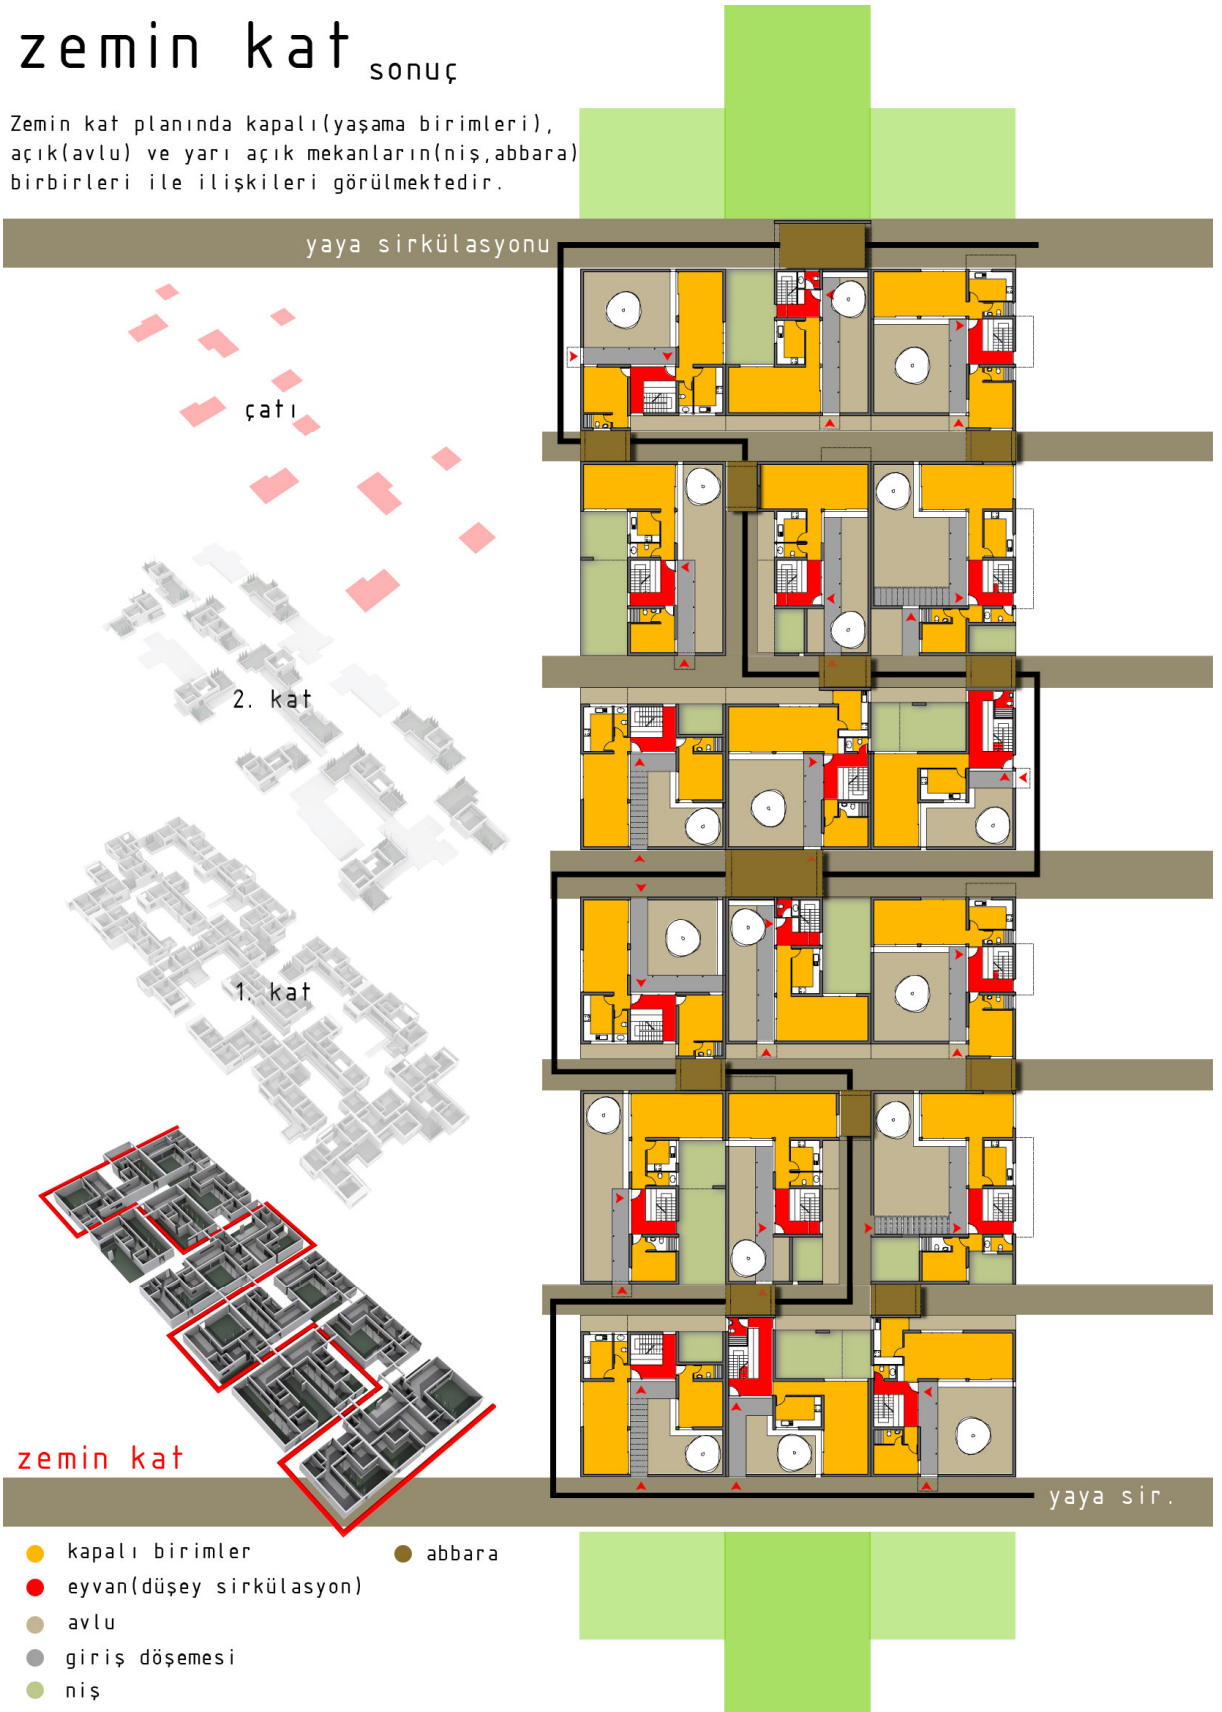 zemin kat sonuç
Zemin kat planında kapalı(yaşama birimleri),
açık(avlu) ve yarı açık mekanların(niş,abbara)
birbirleri ile ilişkileri görülmektedir.
yaya sirkülasyonu
çatı
2. kat
1. kat
zemin kat
yaya sir.
kapalı birimler
abbara
eyvan(düşey sirkülasyon)
avlu
giriş döşemesi
niş